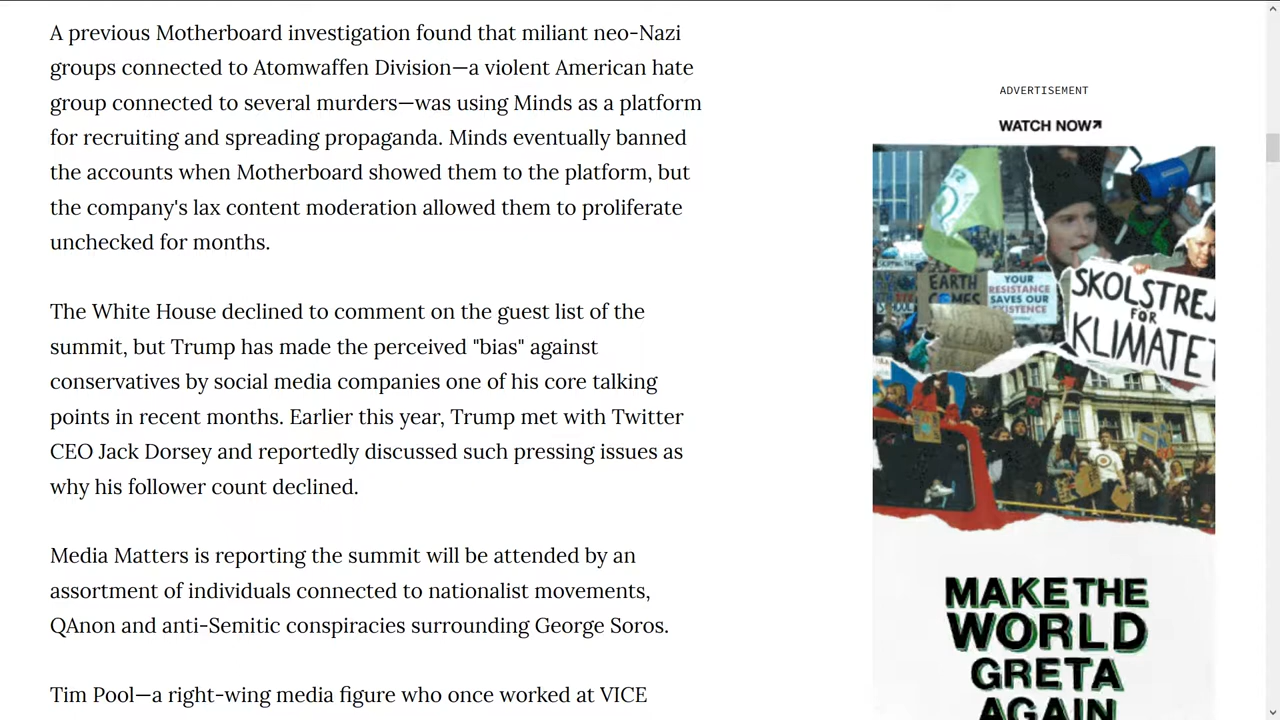 A previous Motherboard investigation found that miliant neo-Nazi
groups connected to Atomwaffen Division—a violent American hate
group connected to several murders—was using Minds as a platform
for recruiting and spreading propaganda. Minds eventually banned
the accounts when Motherboard showed them to the platform, but
the company's lax content moderation allowed them to proliferate
unchecked for months.
The White House declined to comment on the guest list of the
summit, but Trump has made the perceived "bias" against
conservatives by social media companies one of his core talking
points in recent months. Earlier this year, Trump met with Twitter
CEO Jack Dorsey and reportedly discussed such pressing issues as
why his follower count declined.
Media Matters is reporting the summit will be attended by an
assortment of individuals connected to nationalist movements,
QAnon and anti-Semitic conspiracies surrounding George Soros.
Tim Pool—a right-wing media figure who once worked at VICE
ADVERTISEMENT
WATCH NOW
EARTH
YOUR
RESISTANCE
SAVES OUR
EXISTENCE
SKOLSTREJ
FOR
KLIMATET
MAKE THE
WORLD
GRETA
AGAIN